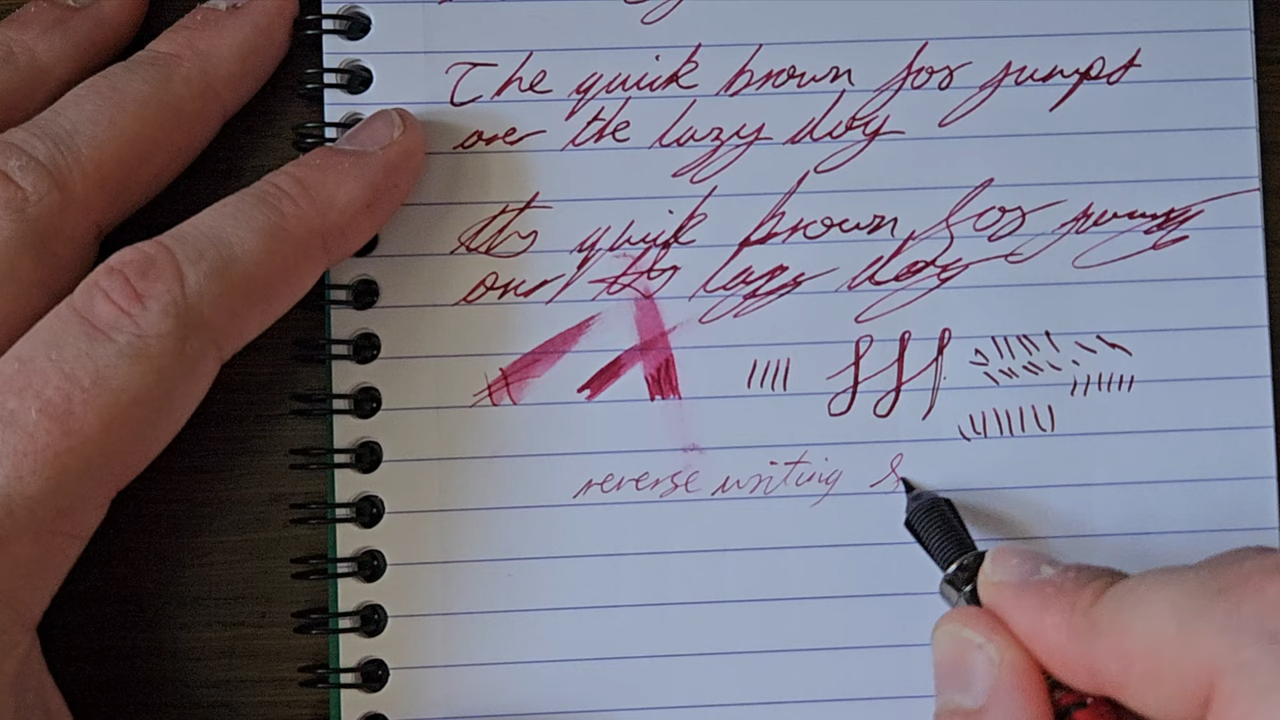 The quick brown fox jumps
over the lazy dog
the quick brown fox jumps
over the lazy dog
reverse writing